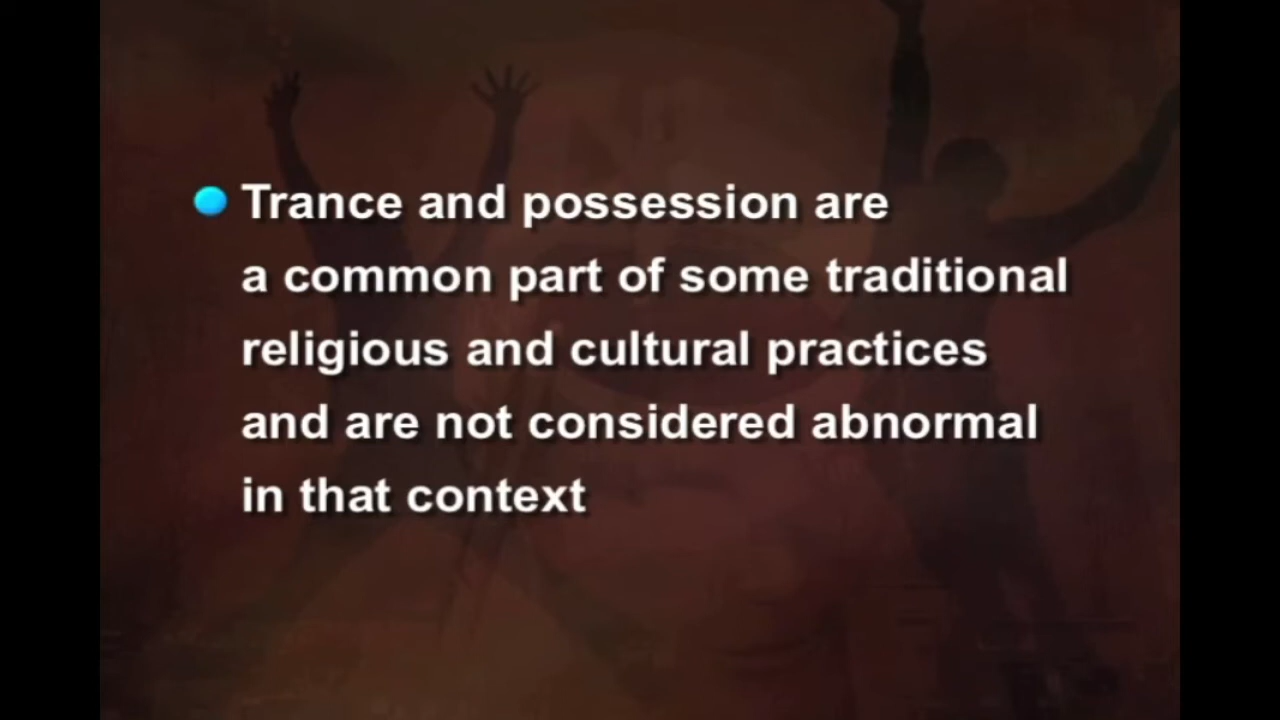 Trance and possession are
a common part of some traditional
religious and cultural practices
and are not considered abnormal
in that context